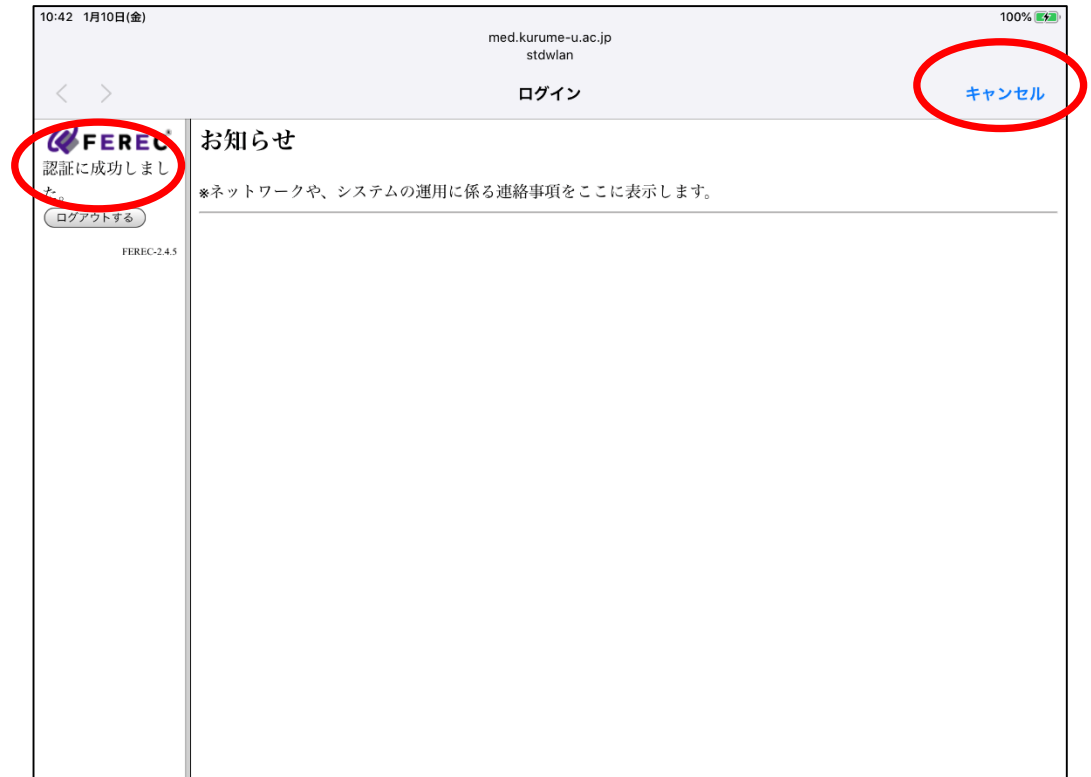 10:42 1月10日(金)
100%
med.kurume-u.ac.jp
stdwlan
ログイン
キャンセル
FEREC
認証に成功しまし
た。
ログアウトする
FEREC-2.4.5
お知らせ
※ネットワークや、システムの運用に係る連絡事項をここに表示します。